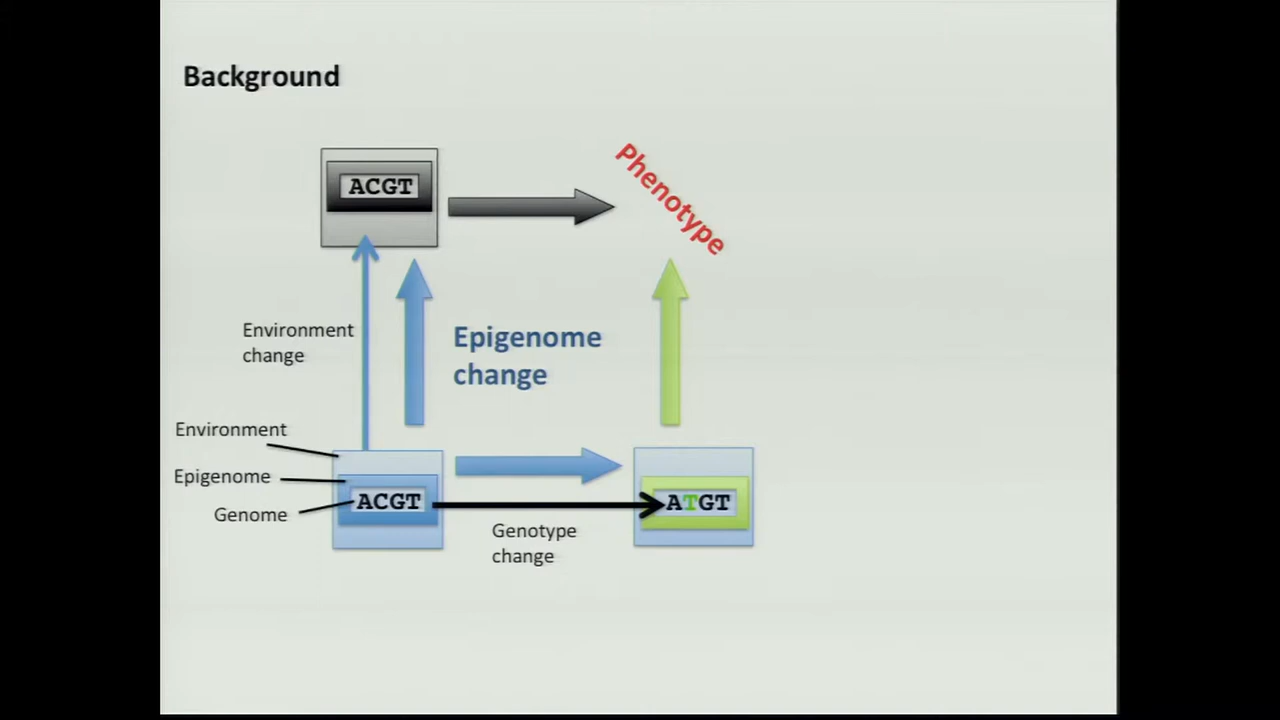 Background
ACGT
Phenotype
Environment
change
Epigenome
change
Environment
Epigenome
Genome
ACGT
ATGT
Genotype
change